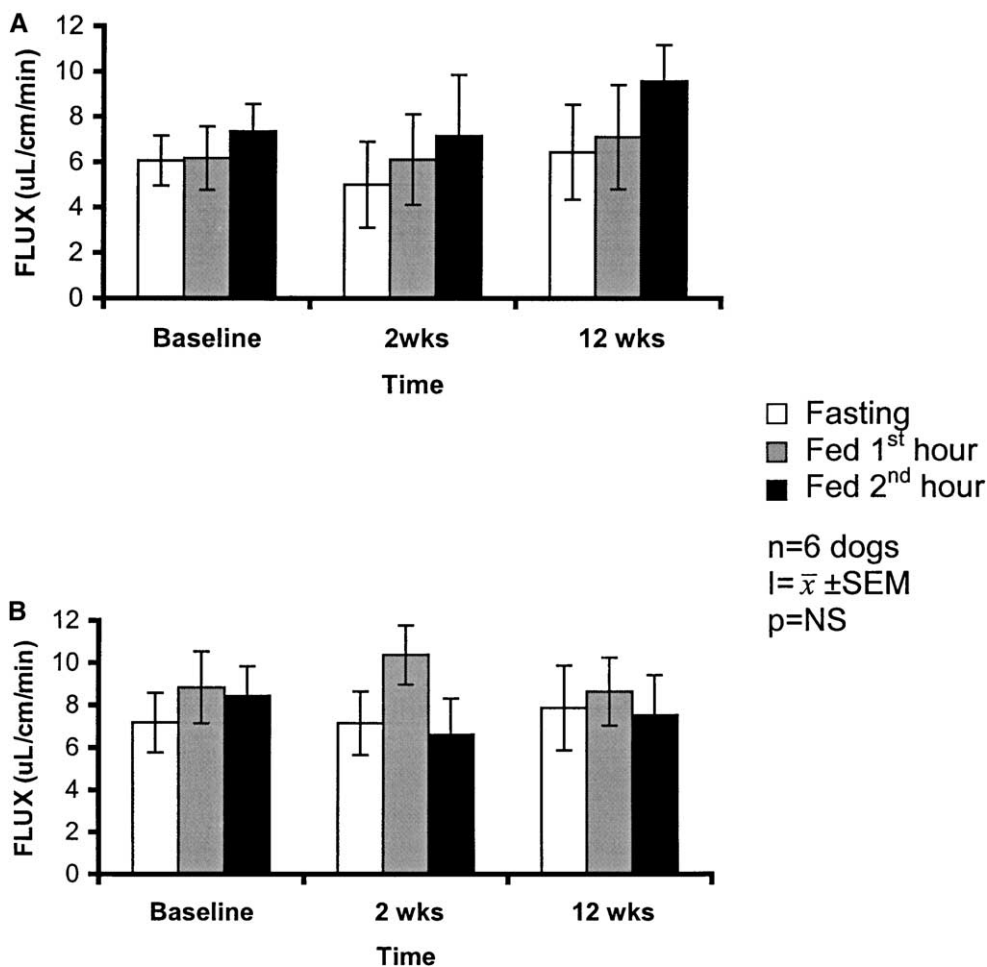 A
12
10
8
6
4
2
0
FLUX (uL/cm/min)
Baseline 2wks 12 wks
Time
Fasting
Fed 1st hour
Fed 2nd hour
n=6 dogs
I= x̄ ±SEM
p=NS
B
12
10
8
6
4
2
0
FLUX (uL/cm/min)
Baseline 2 wks 12 wks
Time